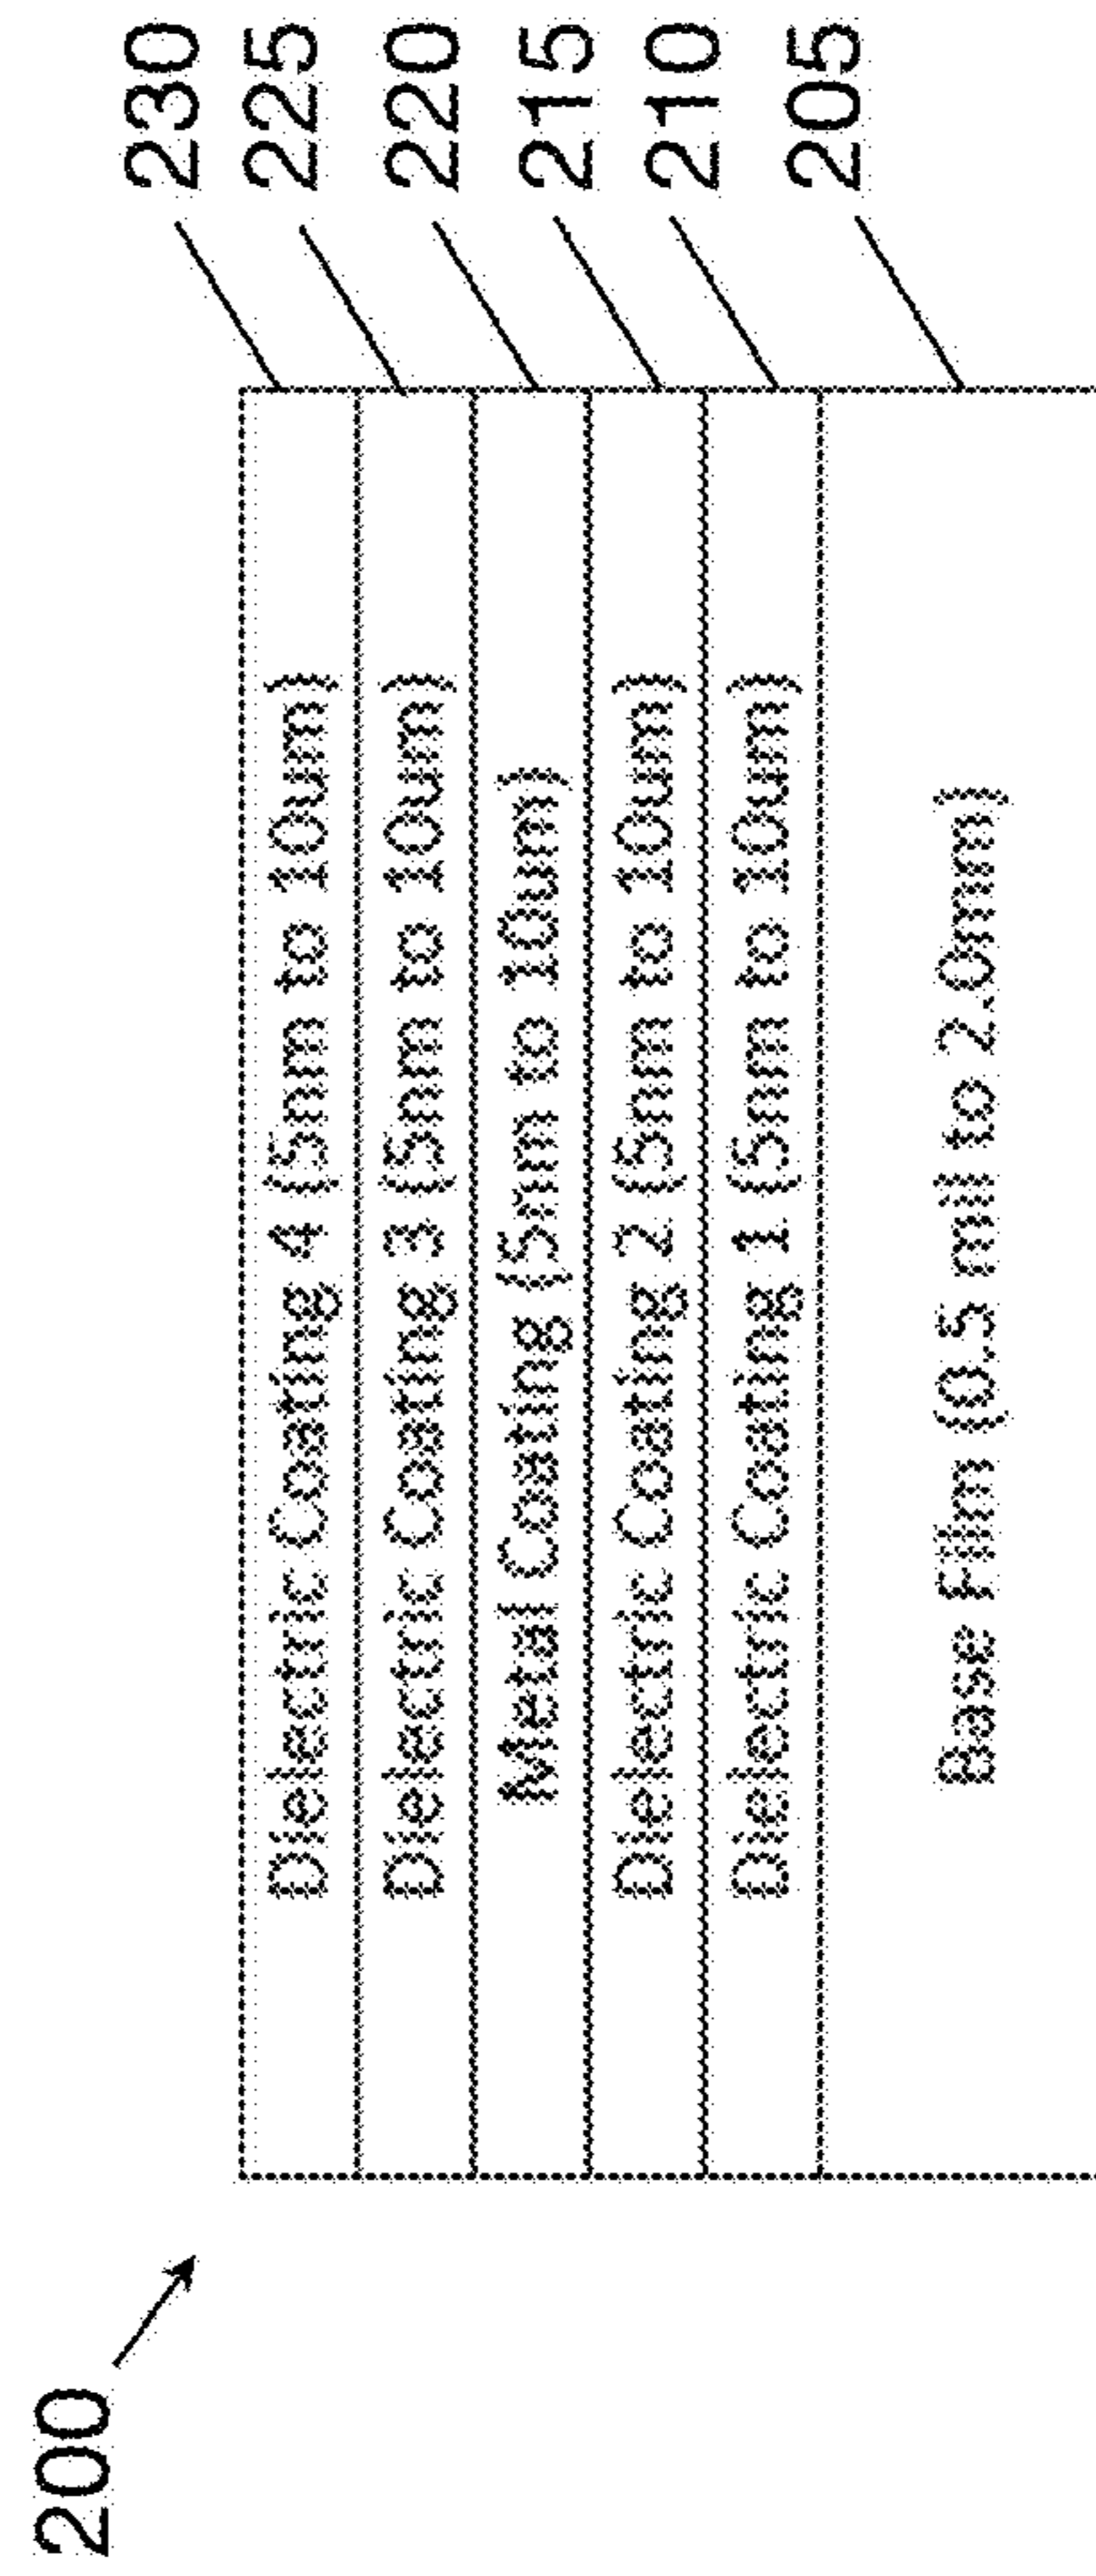 200
Dielectric Coating 4 (5nm to 10um)
230
Dielectric Coating 3 (5nm to 10um)
225
Metal Coating (5nm to 10um)
220
Dielectric Coating 2 (5nm to 10um)
215
Dielectric Coating 1 (5nm to 10um)
210
Base Film (0.5 mil to 2.0mm)
205